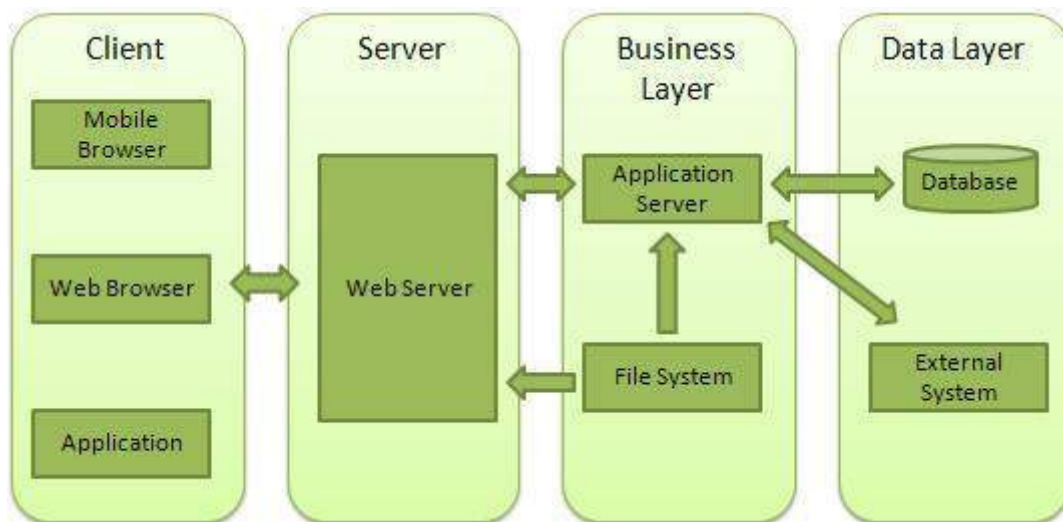 Client
Mobile
Browser
Web Browser
Application
Server
Web Server
Business
Layer
Application
Server
File System
Data Layer
Database
External
System